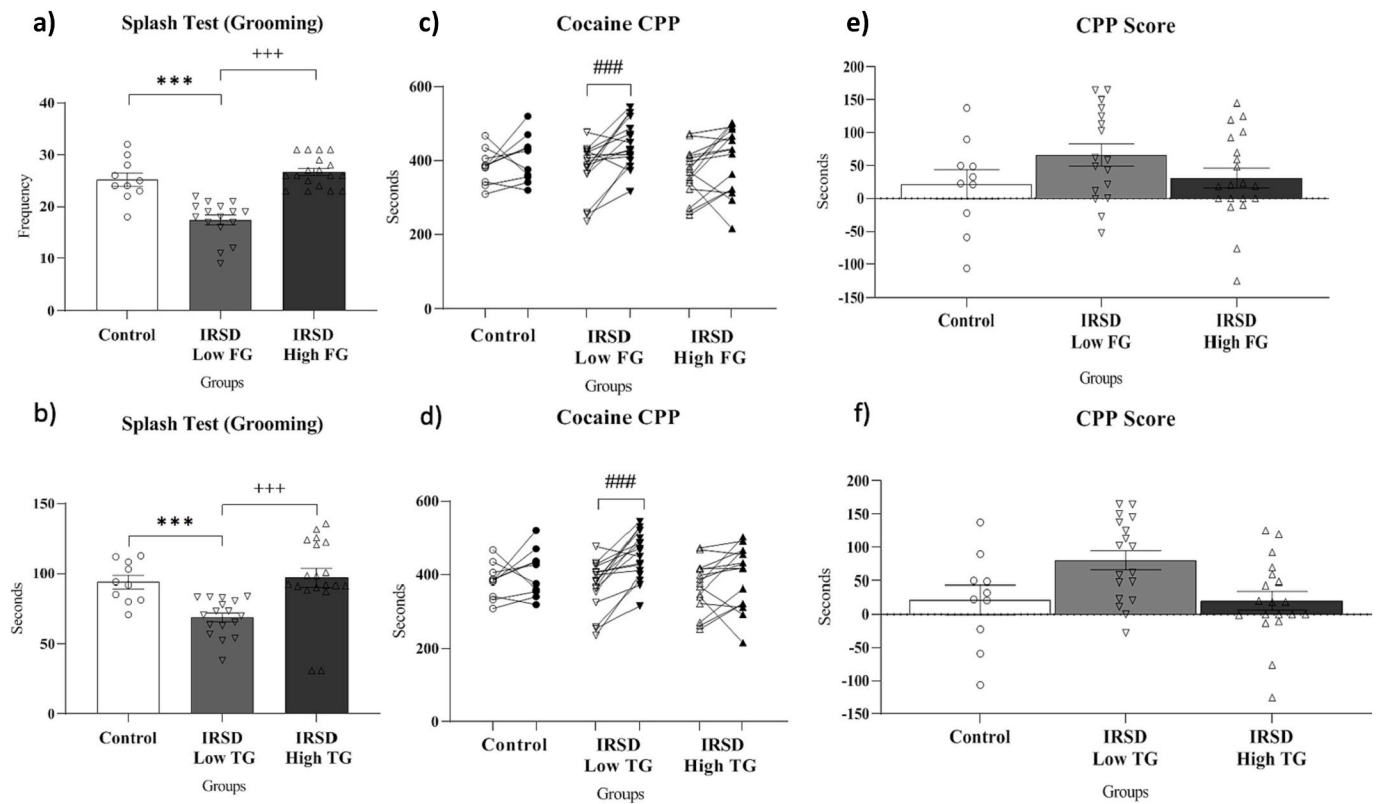 a)
Splash Test (Grooming)
+++
***
40
30
20
10
0
Frequency
Control
IRSD
Low FG
IRSD
High FG
Groups
c)
Cocaine CPP
###
600
400
200
0
Seconds
Control
IRSD
Low FG
IRSD
High FG
Groups
e)
CPP Score
200
150
100
50
0
-50
-100
-150
Seconds
Control
IRSD
Low FG
IRSD
High FG
Groups
b)
Splash Test (Grooming)
+++
***
150
100
50
0
Seconds
Control
IRSD
Low TG
IRSD
High TG
Groups
d)
Cocaine CPP
###
600
400
200
0
Seconds
Control
IRSD
Low TG
IRSD
High TG
Groups
f)
CPP Score
200
150
100
50
0
-50
-100
-150
Seconds
Control
IRSD
Low TG
IRSD
High TG
Groups